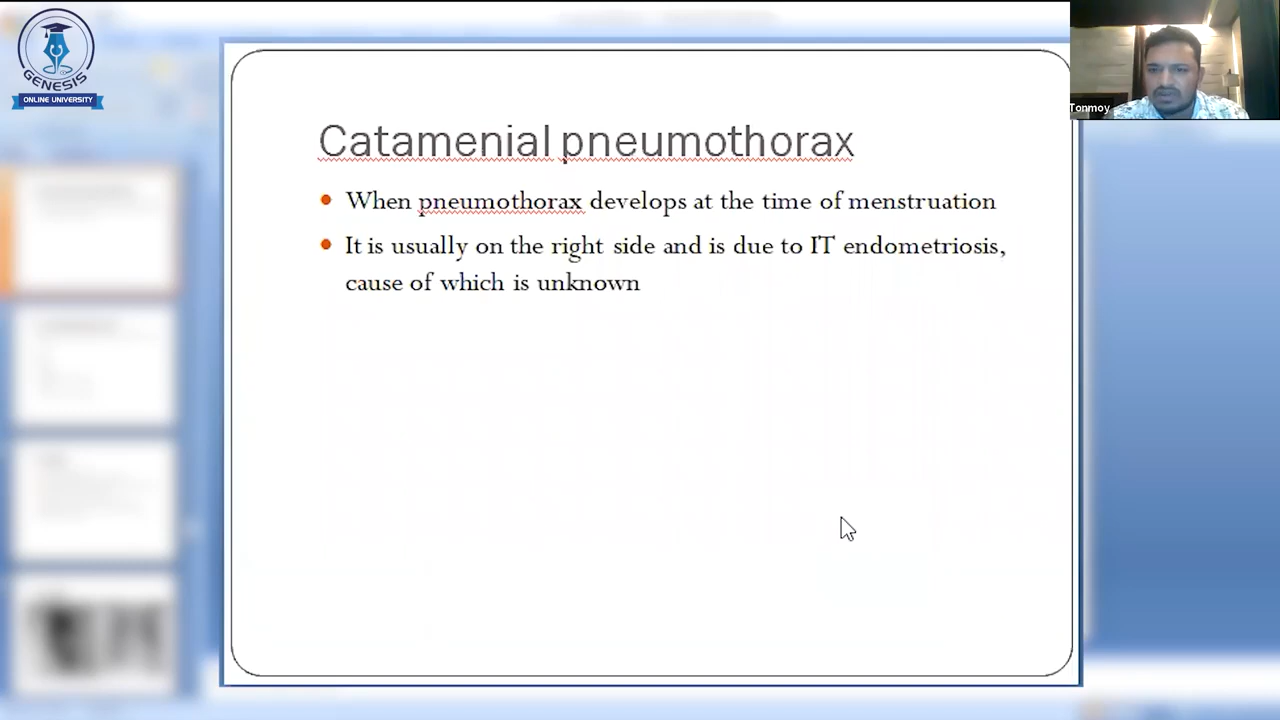 GENESIS
ONLINE UNIVERSITY
Tonmoy
Catamenial pneumothorax
When pneumothorax develops at the time of menstruation
It is usually on the right side and is due to IT endometriosis,
cause of which is unknown